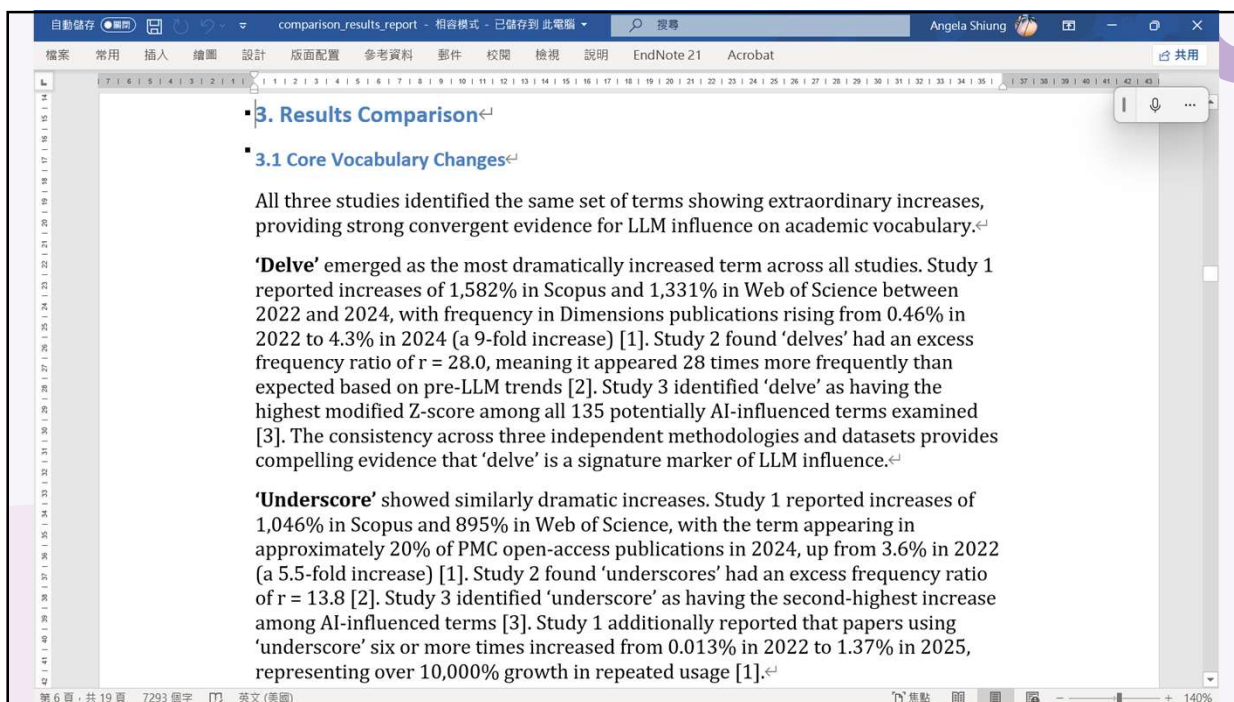 自動儲存 關閉 comparison_results_report - 相容模式 - 已儲存到 此電腦 搜尋 Angela Shiung
檔案 常用 插入 繪圖 設計 版面配置 參考資料 郵件 校閱 檢視 說明 EndNote 21 Acrobat 共用
3. Results Comparison
3.1 Core Vocabulary Changes
All three studies identified the same set of terms showing extraordinary increases,
providing strong convergent evidence for LLM influence on academic vocabulary.
‘Delve’ emerged as the most dramatically increased term across all studies. Study 1
reported increases of 1,582% in Scopus and 1,331% in Web of Science between
2022 and 2024, with frequency in Dimensions publications rising from 0.46% in
2022 to 4.3% in 2024 (a 9-fold increase) [1]. Study 2 found ‘delves’ had an excess
frequency ratio of r = 28.0, meaning it appeared 28 times more frequently than
expected based on pre-LLM trends [2]. Study 3 identified ‘delve’ as having the
highest modified Z-score among all 135 potentially AI-influenced terms examined
[3]. The consistency across three independent methodologies and datasets provides
compelling evidence that ‘delve’ is a signature marker of LLM influence.
‘Underscore’ showed similarly dramatic increases. Study 1 reported increases of
1,046% in Scopus and 895% in Web of Science, with the term appearing in
approximately 20% of PMC open-access publications in 2024, up from 3.6% in 2022
(a 5.5-fold increase) [1]. Study 2 found ‘underscores’ had an excess frequency ratio
of r = 13.8 [2]. Study 3 identified ‘underscore’ as having the second-highest increase
among AI-influenced terms [3]. Study 1 additionally reported that papers using
‘underscore’ six or more times increased from 0.013% in 2022 to 1.37% in 2025,
representing over 10,000% growth in repeated usage [1].
第 6 頁，共 19 頁 7293 個字 英文 (美國) 焦點 140%